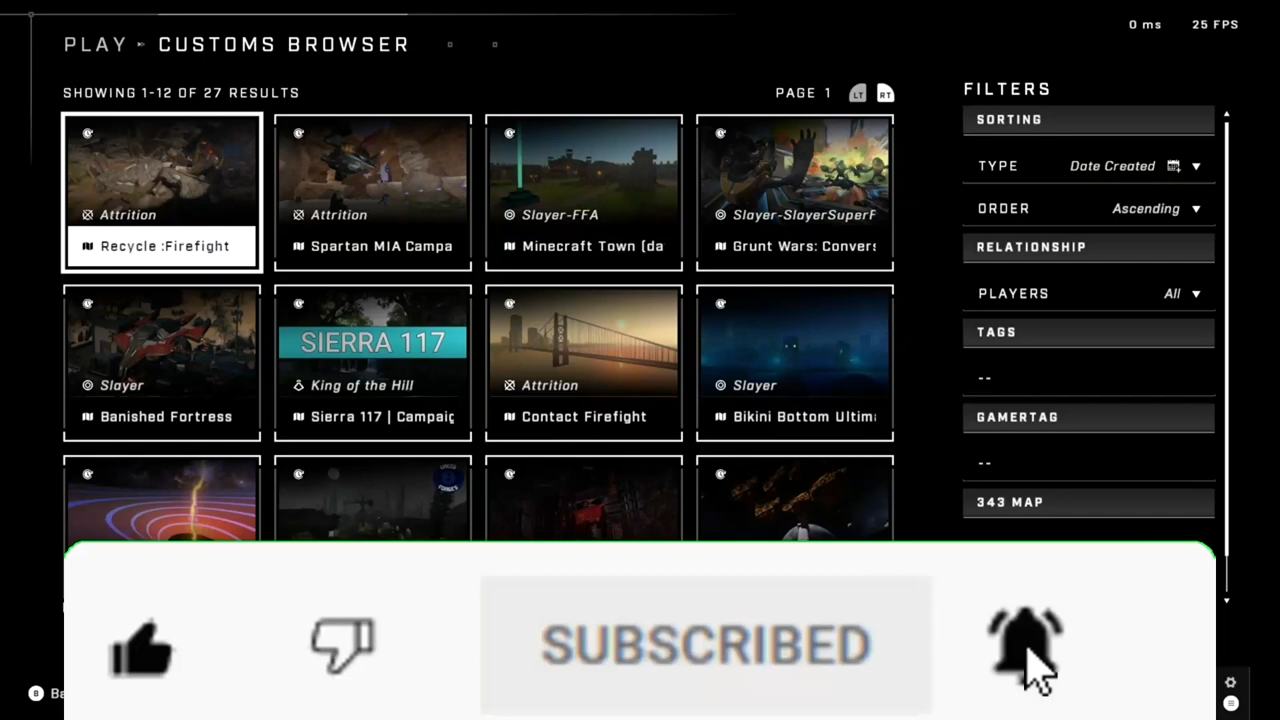 0 ms 25 FPS
PLAY CUSTOMS BROWSER
SHOWING 1-12 OF 27 RESULTS
PAGE 1 LT RT
FILTERS
SORTING
TYPE Date Created
ORDER Ascending
RELATIONSHIP
PLAYERS All
TAGS
--
GAMERTAG
--
343 MAP
Attrition
Recycle :Firefight
Attrition
Spartan MIA Campa
Slayer-FFA
Minecraft Town (da
Slayer-SlayerSuperF
Grunt Wars: Convers
Slayer
Banished Fortress
SIERRA 117
King of the Hill
Sierra 117 | Campaig
Attrition
Contact Firefight
Slayer
Bikini Bottom Ultima
SUBSCRIBED
B Ba